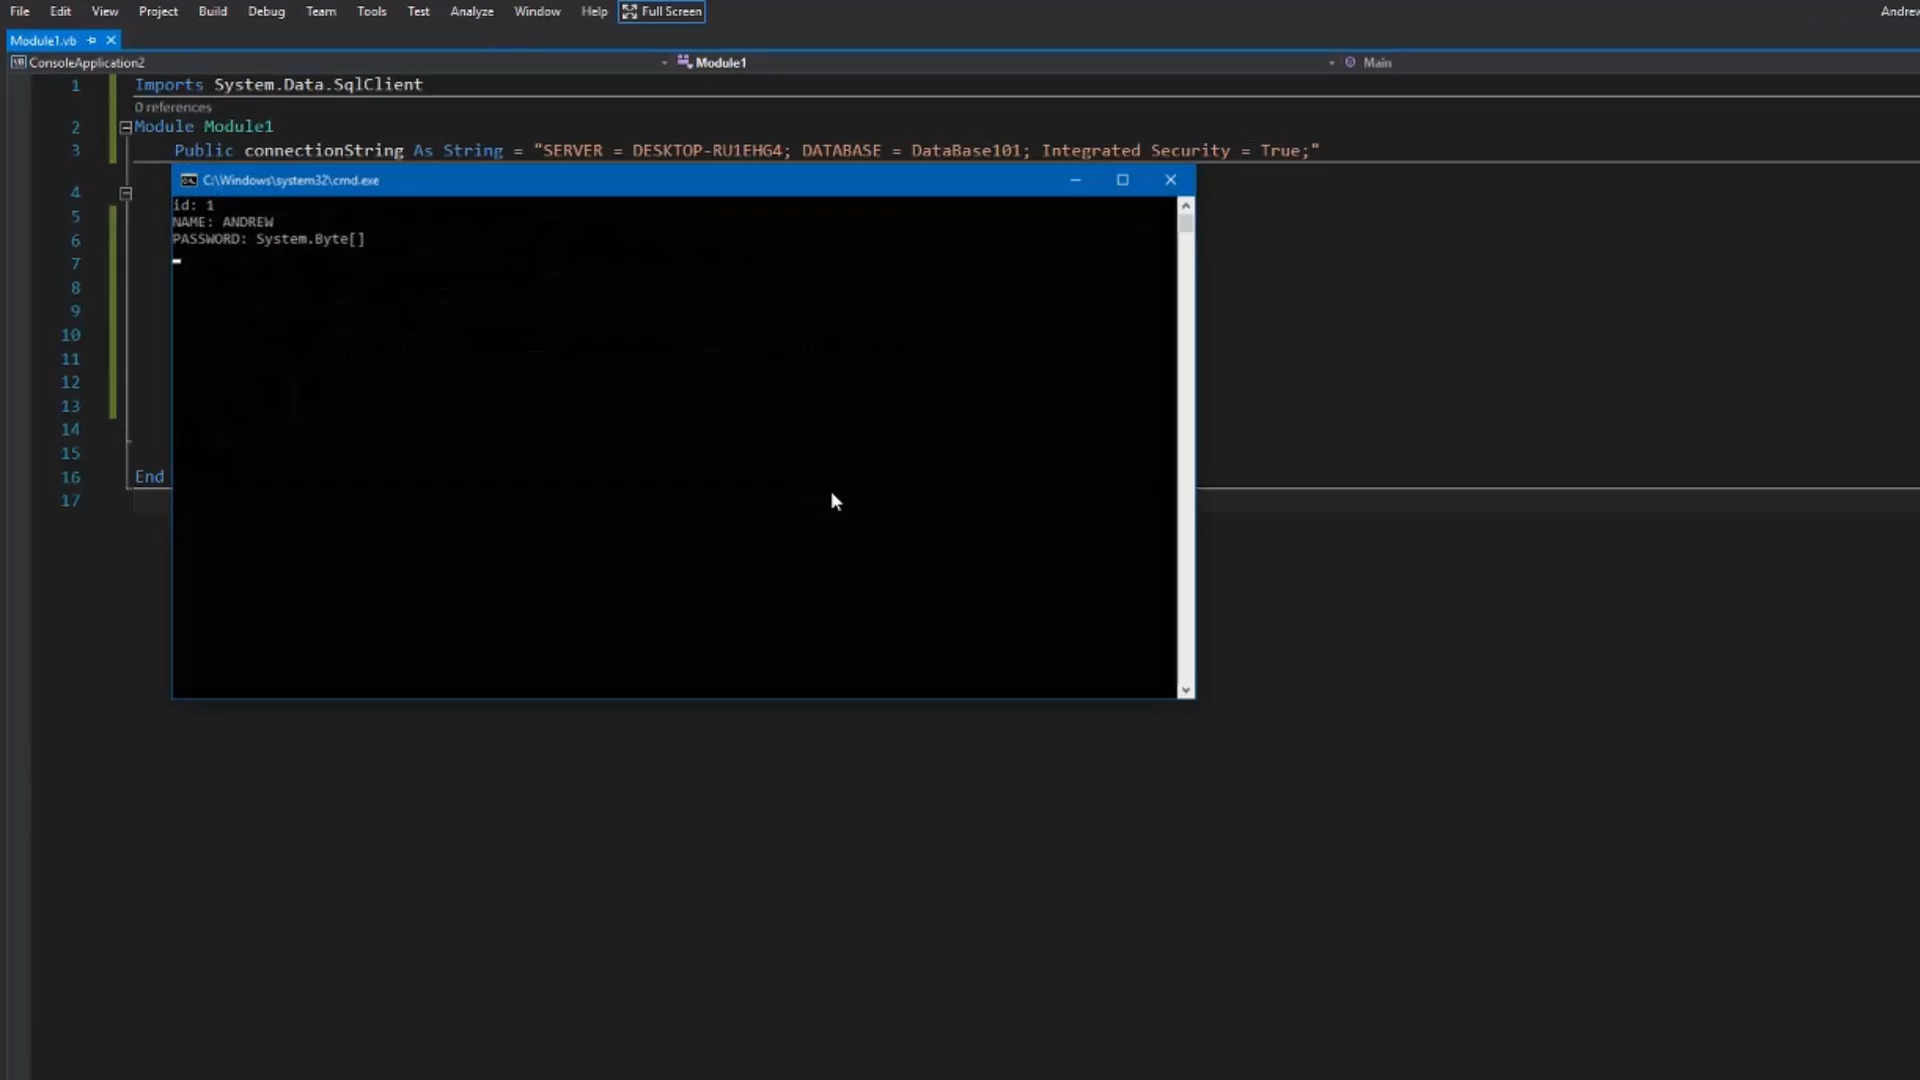 File Edit View Project Build Debug Team Tools Test Analyze Window Help Full Screen Andrew
Module1.vb
ConsoleApplication2 Module1 Main
1 Imports System.Data.SqlClient
0 references
2 Module Module1
3 Public connectionString As String = "SERVER = DESKTOP-RU1EHG4; DATABASE = DataBase101; Integrated Security = True;"
C:\Windows\system32\cmd.exe
4
id: 1
5
NAME: ANDREW
6
PASSWORD: System.Byte[]
7
8
9
10
11
12
13
14
15
16 End
17